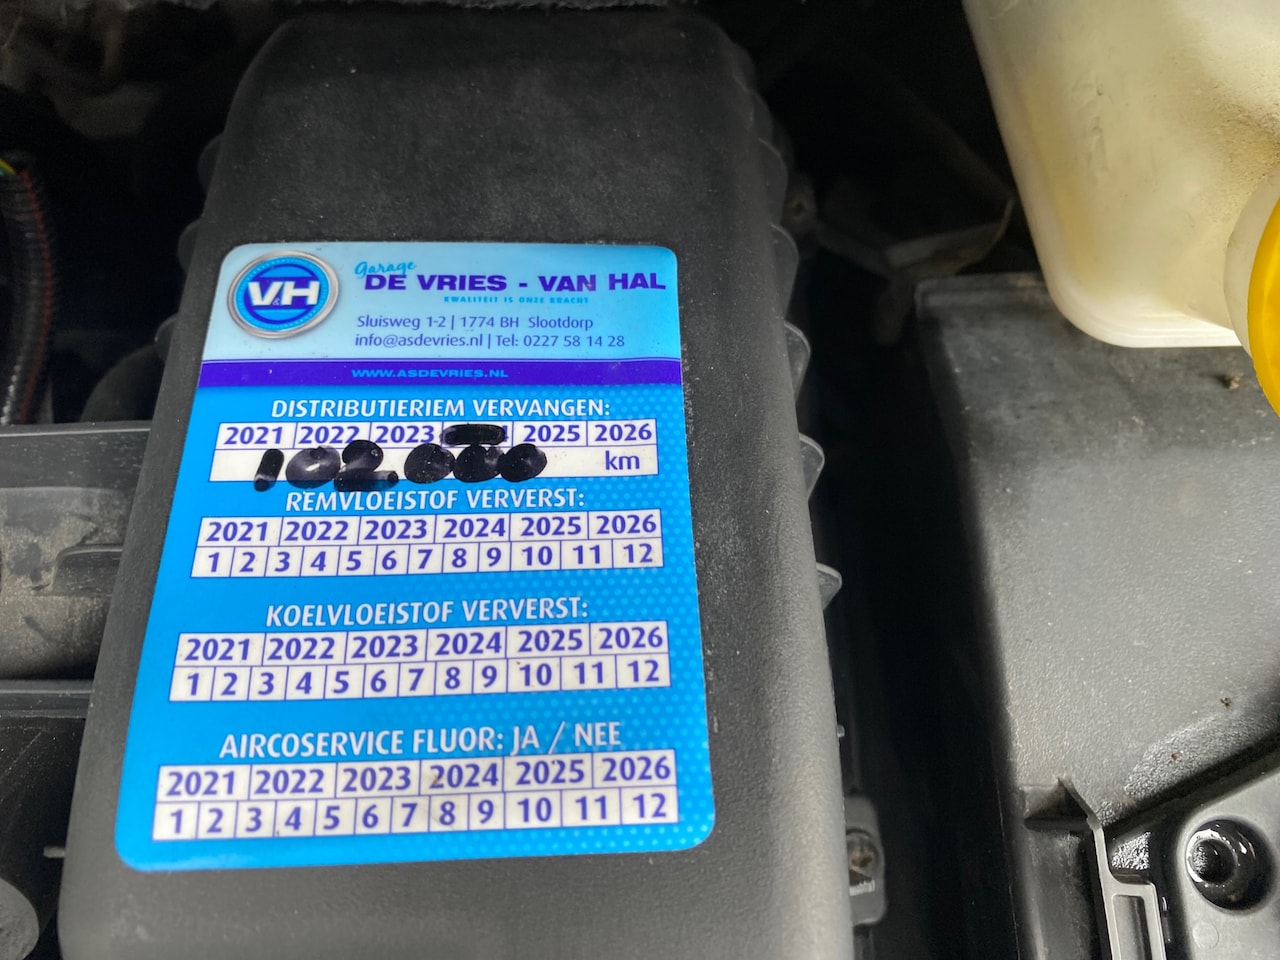 V&H
Garage
DE VRIES - VAN HAL
KWALITEIT IS ONZE KRACHT
Sluisweg 1-2 | 1774 BH Slootdorp
info@asdevries.nl | Tel: 0227 58 14 28
WWW.ASDEVRIES.NL
DISTRIBUTIERIEM VERVANGEN:
2021 2022 2023 2025 2026
102.000 km
REMVLOEISTOF VERVERST:
2021 2022 2023 2024 2025 2026
1 2 3 4 5 6 7 8 9 10 11 12
KOELVLOEISTOF VERVERST:
2021 2022 2023 2024 2025 2026
1 2 3 4 5 6 7 8 9 10 11 12
AIRCOSERVICE FLUOR: JA / NEE
2021 2022 2023 2024 2025 2026
1 2 3 4 5 6 7 8 9 10 11 12